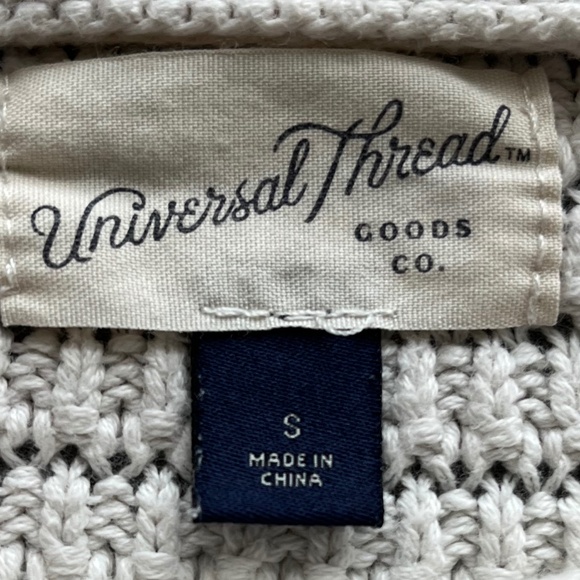 Universal Thread™
GOODS
CO.
S
MADE IN
CHINA